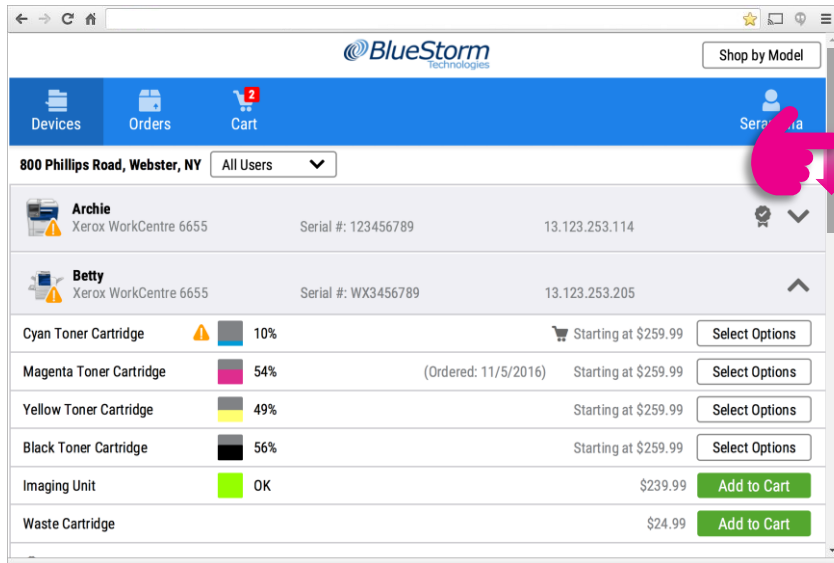 BlueStorm
Technologies
Shop by Model
Devices
Orders
2
Cart
800 Phillips Road, Webster, NY
All Users
Archie
Xerox WorkCentre 6655
Serial #: 123456789
13.123.253.114
Betty
Xerox WorkCentre 6655
Serial #: WX3456789
13.123.253.205
Cyan Toner Cartridge 10% Starting at $259.99 Select Options
Magenta Toner Cartridge 54% (Ordered: 11/5/2016) Starting at $259.99 Select Options
Yellow Toner Cartridge 49% Starting at $259.99 Select Options
Black Toner Cartridge 56% Starting at $259.99 Select Options
Imaging Unit OK $239.99 Add to Cart
Waste Cartridge $24.99 Add to Cart